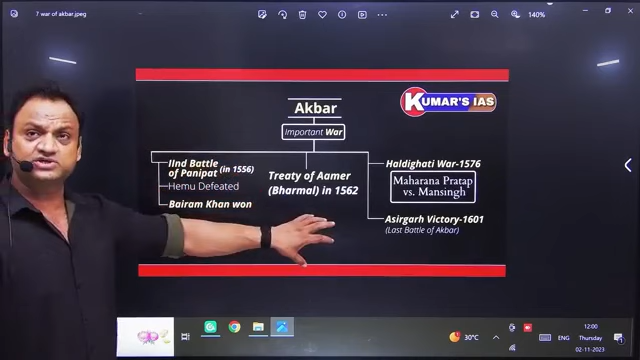 7 war of akbar.jpeg
140%
Akbar
KUMAR'S IAS
Important War
IInd Battle
of Panipat (in 1556)
Hemu Defeated
Bairam Khan won
Treaty of Aamer
(Bharmal) in 1562
Haldighati War-1576
Maharana Pratap
vs. Mansingh
Asirgarh Victory-1601
(Last Battle of Akbar)
30°C
ENG
12:00
Thursday
02-11-2023